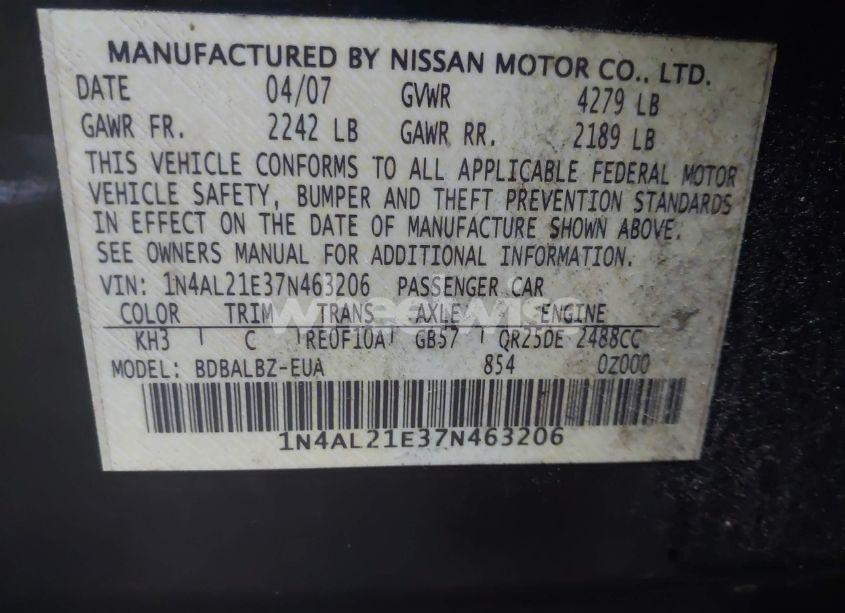 MANUFACTURED BY NISSAN MOTOR CO., LTD.
DATE 04/07 GVWR 4279 LB
GAWR FR. 2242 LB GAWR RR. 2189 LB
THIS VEHICLE CONFORMS TO ALL APPLICABLE FEDERAL MOTOR
VEHICLE SAFETY, BUMPER AND THEFT PREVENTION STANDARDS
IN EFFECT ON THE DATE OF MANUFACTURE SHOWN ABOVE.
SEE OWNERS MANUAL FOR ADDITIONAL INFORMATION.
VIN: 1N4AL21E37N463206 PASSENGER CAR
COLOR TRIM TRANS AXLE ENGINE
wheelwise
KH3 C RE0F10A GB57 QR25DE 2488CC
MODEL: BDBALBZ-EUA 854 0Z000
1N4AL21E37N463206